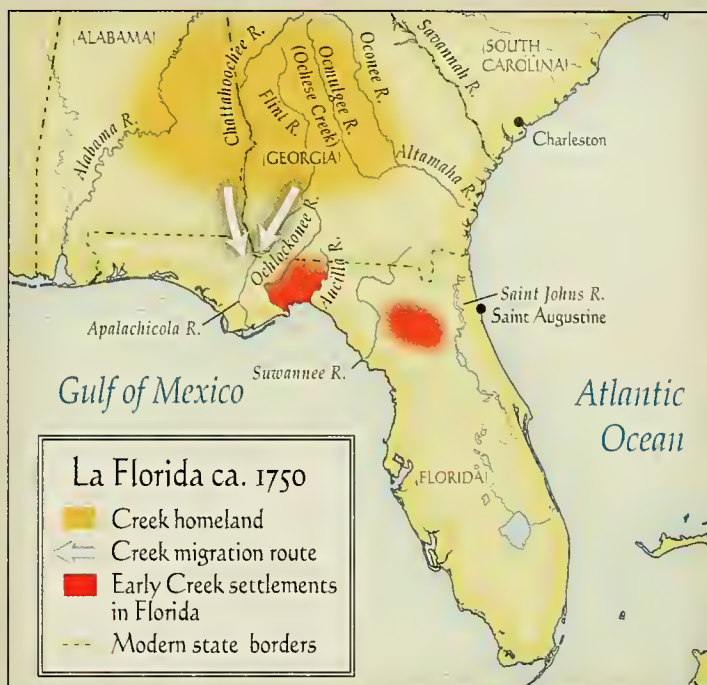 (ALABAMA)
Chattahoochee R.
(Ochese Creek)
Ocmulgee R.
Oconee R.
Savannah R.
(SOUTH
CAROLINA)
Flint R.
Charleston
Alabama R.
(GEORGIA)
Altamaha R.
Ochlockonee R.
Aucilla R.
Saint Johns R.
Saint Augustine
Apalachicola R.
Suwannee R.
Gulf of Mexico
Atlantic
Ocean
(FLORIDA)
La Florida ca. 1750
Creek homeland
Creek migration route
Early Creek settlements
in Florida
Modern state borders